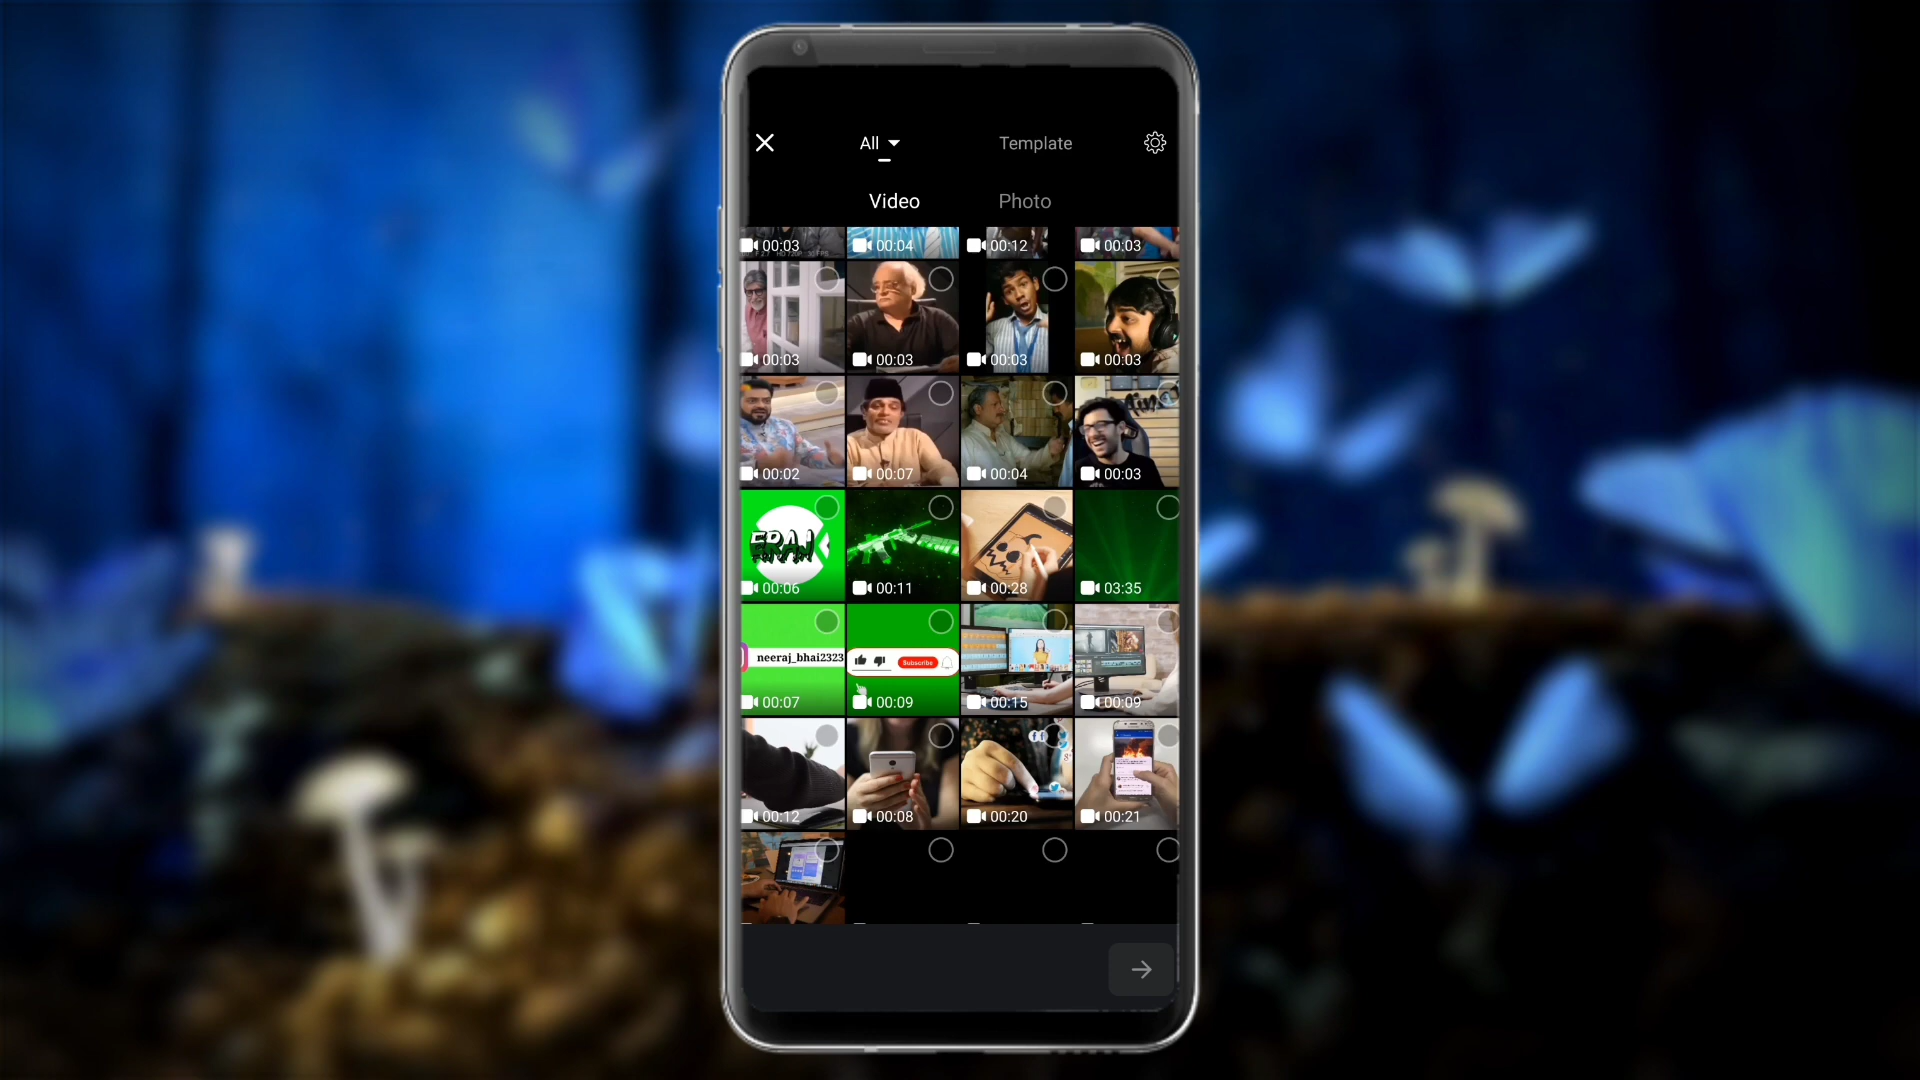 All Template
Video Photo
00:03 00:04 00:12 00:03
00:03 00:03 00:03 00:03
00:02 00:07 00:04 00:03
00:06 00:11 00:28 03:35
neeraj_bhai2323
Subscribe
00:07 00:09 00:15 00:09
00:12 00:08 00:20 00:21